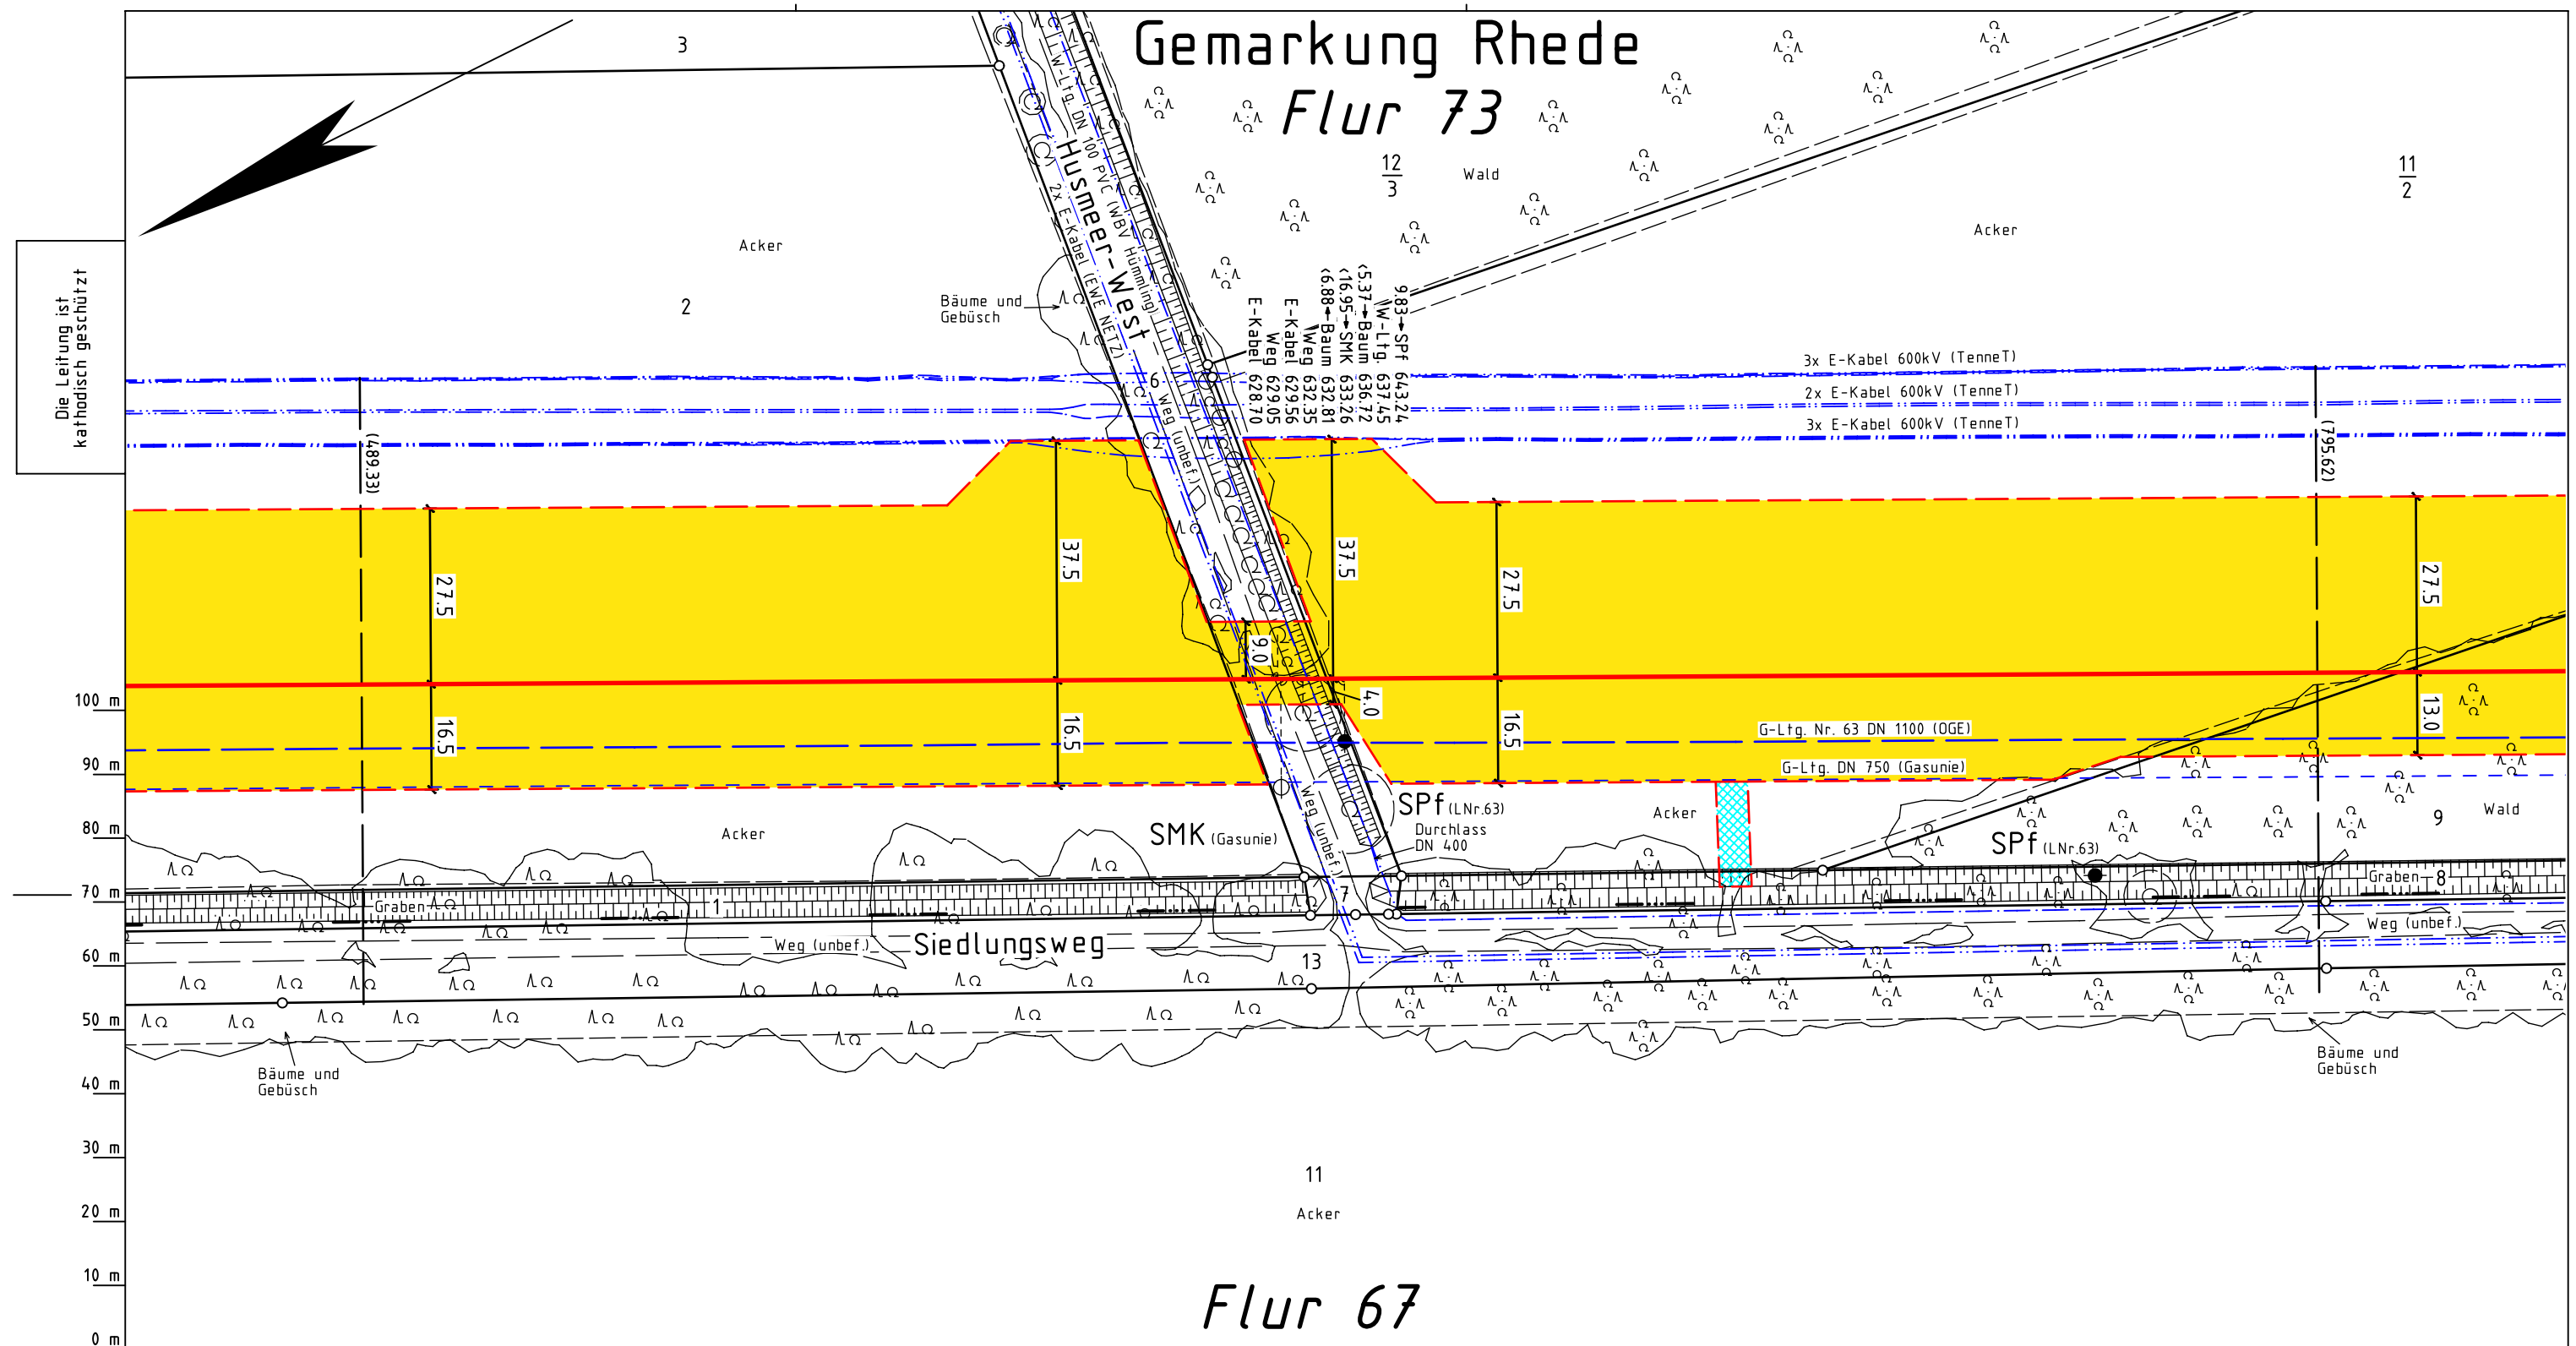 Gemarkung Rhede
Flur 73
3
12
3
Wald
11
2
Acker
Acker
2
Bäume und
Gebüsch
Die Leitung ist
kathodisch geschützt
W-Ltg. DN 100 PVC (WBV Hümmling)
Husmeer-West
2x E-Kabel (EWE NETZ)
6
Weg (unbef.)
E-Kabel 628.70
Weg 629.05
E-Kabel 629.56
Weg 632.35
<6.88→Baum 632.81
<16.95→SMK 633.26
<5.37→Baum 636.72
W-Ltg. 637.45
9.83→SPf 643.24
3x E-Kabel 600kV (TenneT)
2x E-Kabel 600kV (TenneT)
3x E-Kabel 600kV (TenneT)
(489.33)
(795.62)
27.5
37.5
37.5
27.5
27.5
9.0
4.0
16.5
16.5
16.5
13.0
G-Ltg. Nr. 63 DN 1100 (OGE)
G-Ltg. DN 750 (Gasunie)
100 m
90 m
80 m
70 m
60 m
50 m
40 m
30 m
20 m
10 m
0 m
Acker
SMK (Gasunie)
Weg (unbef.)
SPf (LNr.63)
Durchlass
DN 400
Acker
SPf (LNr.63)
9
Wald
Graben
1
7
Graben
8
Weg (unbef.)
Siedlungsweg
13
Weg (unbef.)
Bäume und
Gebüsch
Bäume und
Gebüsch
11
Acker
Flur 67